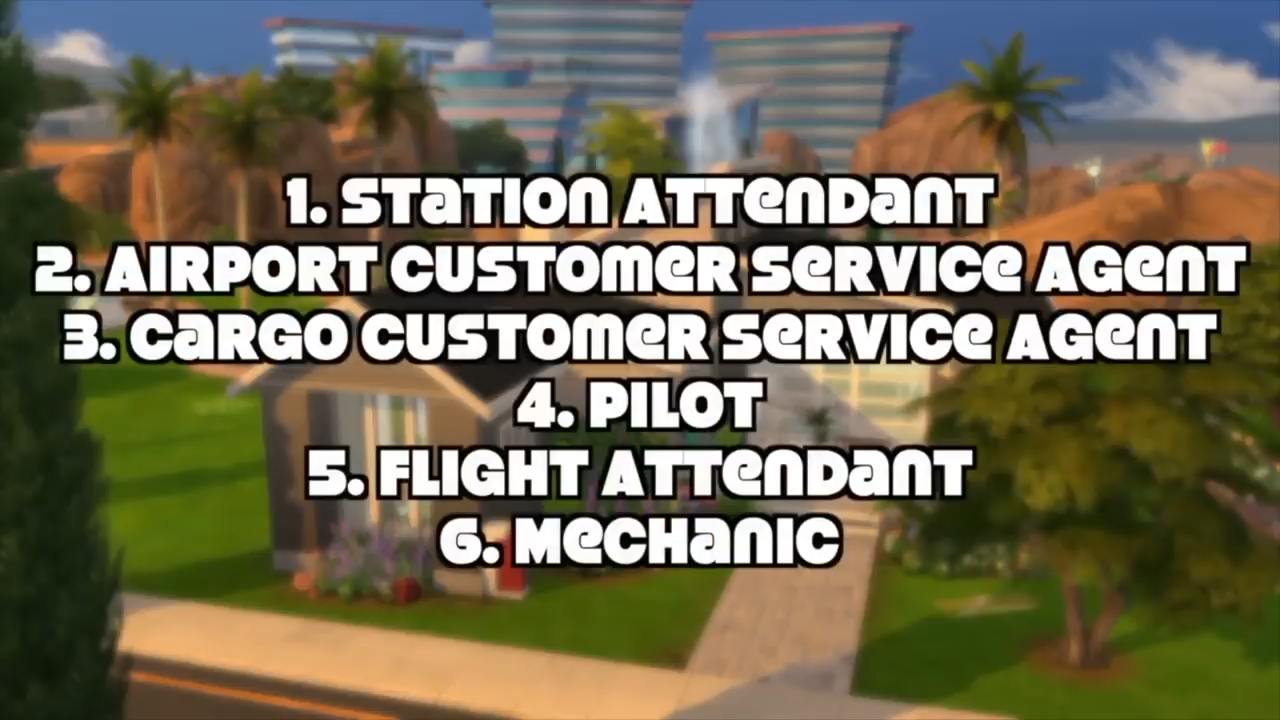 1. Station Attendant
2. Airport Customer Service Agent
3. Cargo Customer Service Agent
4. Pilot
5. Flight Attendant
6. Mechanic